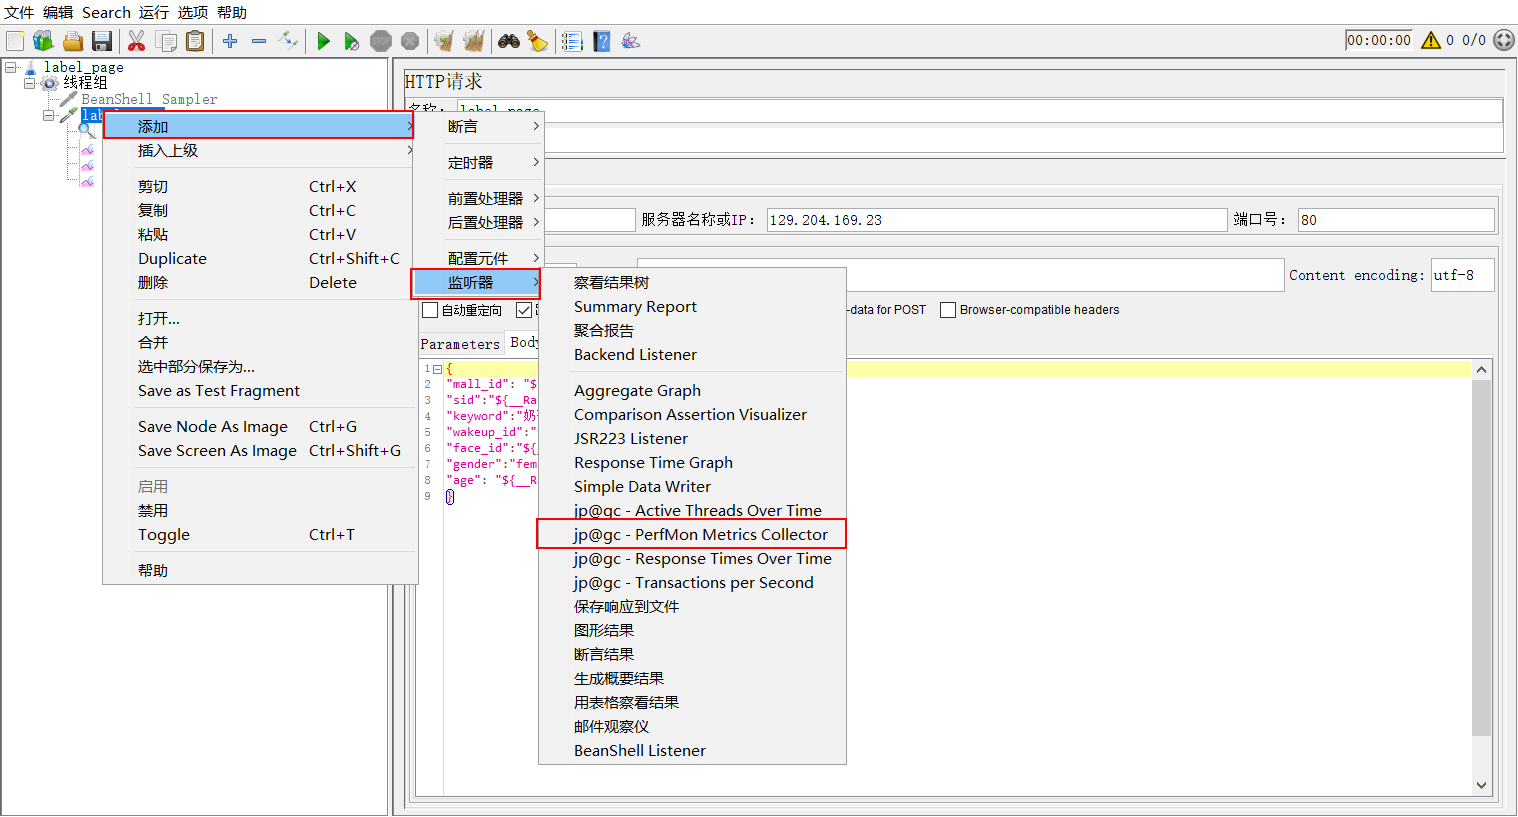 文件 编辑 Search 运行 选项 帮助
STOP
00:00:00 0 0/0
label_page
线程组
BeanShell Sampler
HTTP请求
名称：
label_page
服务器名称或IP：
129.204.169.23
端口号：
80
Content encoding:
utf-8
自动重定向
-data for POST
Browser-compatible headers
Parameters
Body
1 {
2 "mall_id": "$
3 "sid":"${__Ra
4 "keyword":"奶
5 "wakeup_id":"
6 "face_id":"${
7 "gender":"fem
8 "age": "${__R
9 }
添加
插入上级
剪切 Ctrl+X
复制 Ctrl+C
粘贴 Ctrl+V
Duplicate Ctrl+Shift+C
删除 Delete
打开...
合并
选中部分保存为...
Save as Test Fragment
Save Node As Image Ctrl+G
Save Screen As Image Ctrl+Shift+G
启用
禁用
Toggle Ctrl+T
帮助
断言
定时器
前置处理器
后置处理器
配置元件
监听器
察看结果树
Summary Report
聚合报告
Backend Listener
Aggregate Graph
Comparison Assertion Visualizer
JSR223 Listener
Response Time Graph
Simple Data Writer
jp@gc - Active Threads Over Time
jp@gc - PerfMon Metrics Collector
jp@gc - Response Times Over Time
jp@gc - Transactions per Second
保存响应到文件
图形结果
断言结果
生成概要结果
用表格察看结果
邮件观察仪
BeanShell Listener